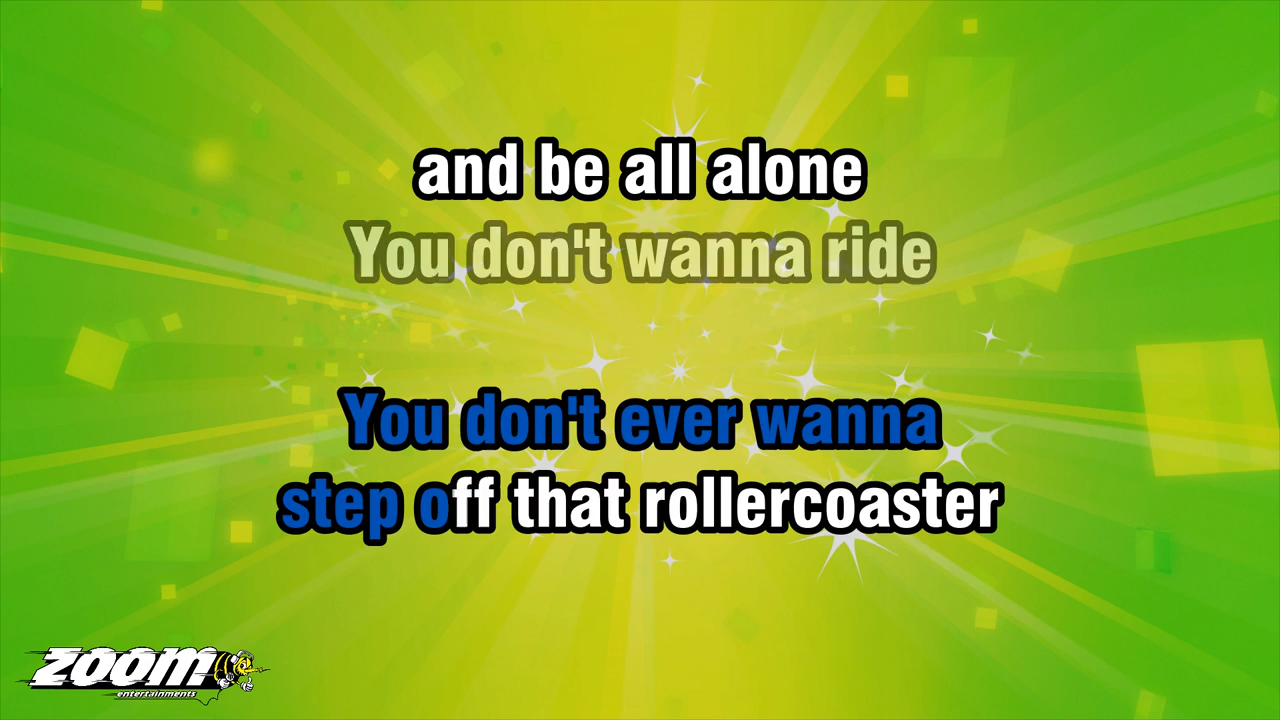 and be all alone
You don't wanna ride
You don't ever wanna
step off that rollercoaster
zoom
entertainments